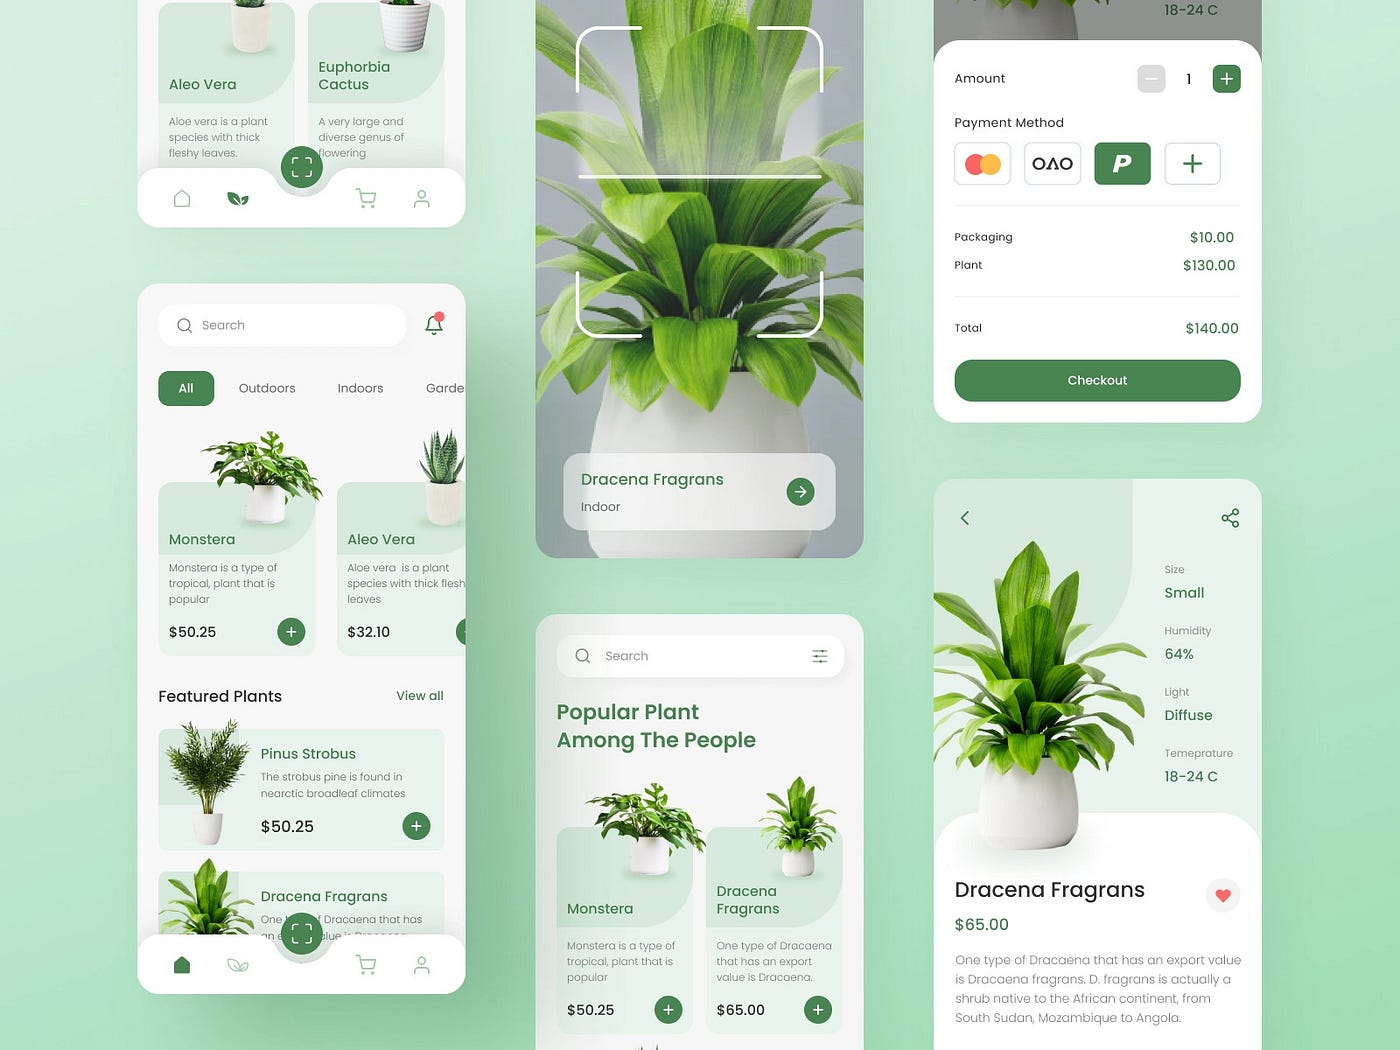 Aleo Vera
Aloe vera is a plant
species with thick
fleshy leaves.
Euphorbia
Cactus
A very large and
diverse genus of
flowering
Search
All
Outdoors
Indoors
Garde
Monstera
Monstera is a type of
tropical, plant that is
popular
$50.25
Aleo Vera
Aloe vera is a plant
species with thick flesh
leaves
$32.10
Featured Plants
View all
Pinus Strobus
The strobus pine is found in
nearctic broadleaf climates
$50.25
Dracena Fragrans
One of Dracaena that has
an value is
Dracena Fragrans
Indoor
Search
Popular Plant
Among The People
Monstera
Monstera is a type of
tropical, plant that is
popular
$50.25
Dracena
Fragrans
One type of Dracaena
that has an export
value is Dracaena.
$65.00
18-24 C
Amount
1
Payment Method
Packaging
$10.00
Plant
$130.00
Total
$140.00
Checkout
Size
Small
Humidity
64%
Light
Diffuse
Temeprature
18-24 C
Dracena Fragrans
$65.00
One type of Dracaena that has an export value
is Dracaena fragrans. D. fragrans is actually a
shrub native to the African continent, from
South Sudan, Mozambique to Angola.